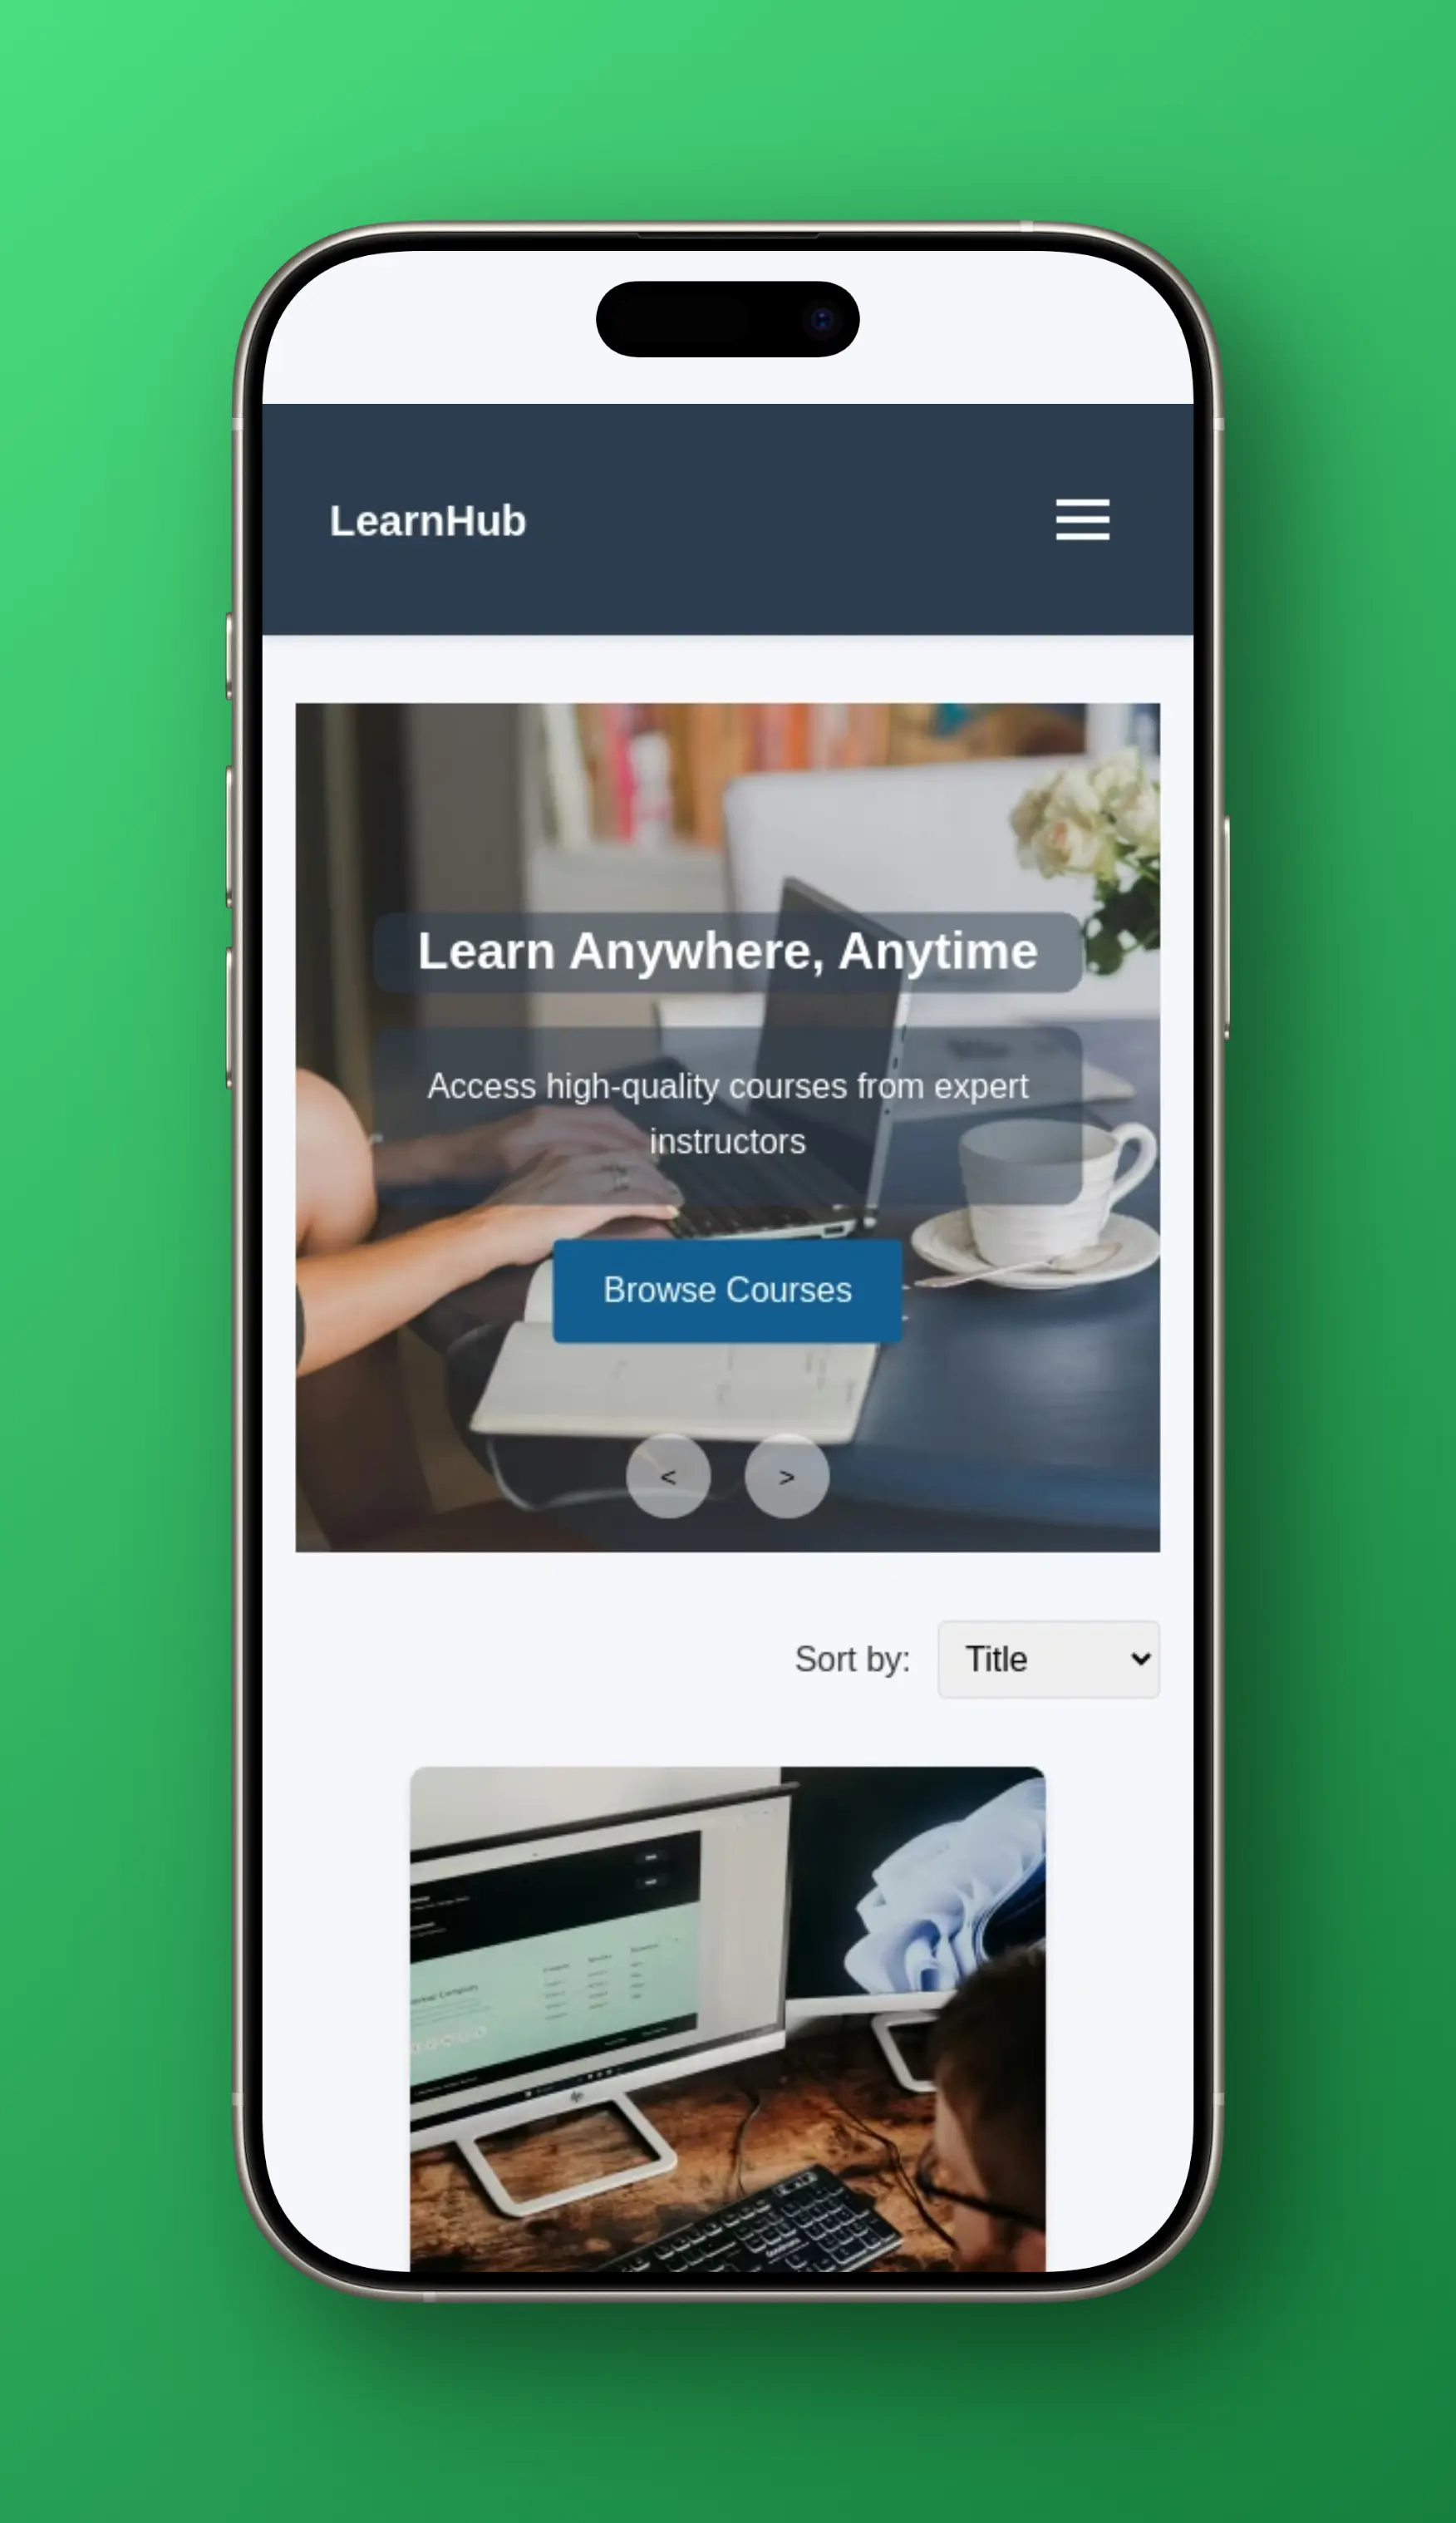 LearnHub
Learn Anywhere, Anytime
Access high-quality courses from expert
instructors
Browse Courses
< >
Sort by: Title